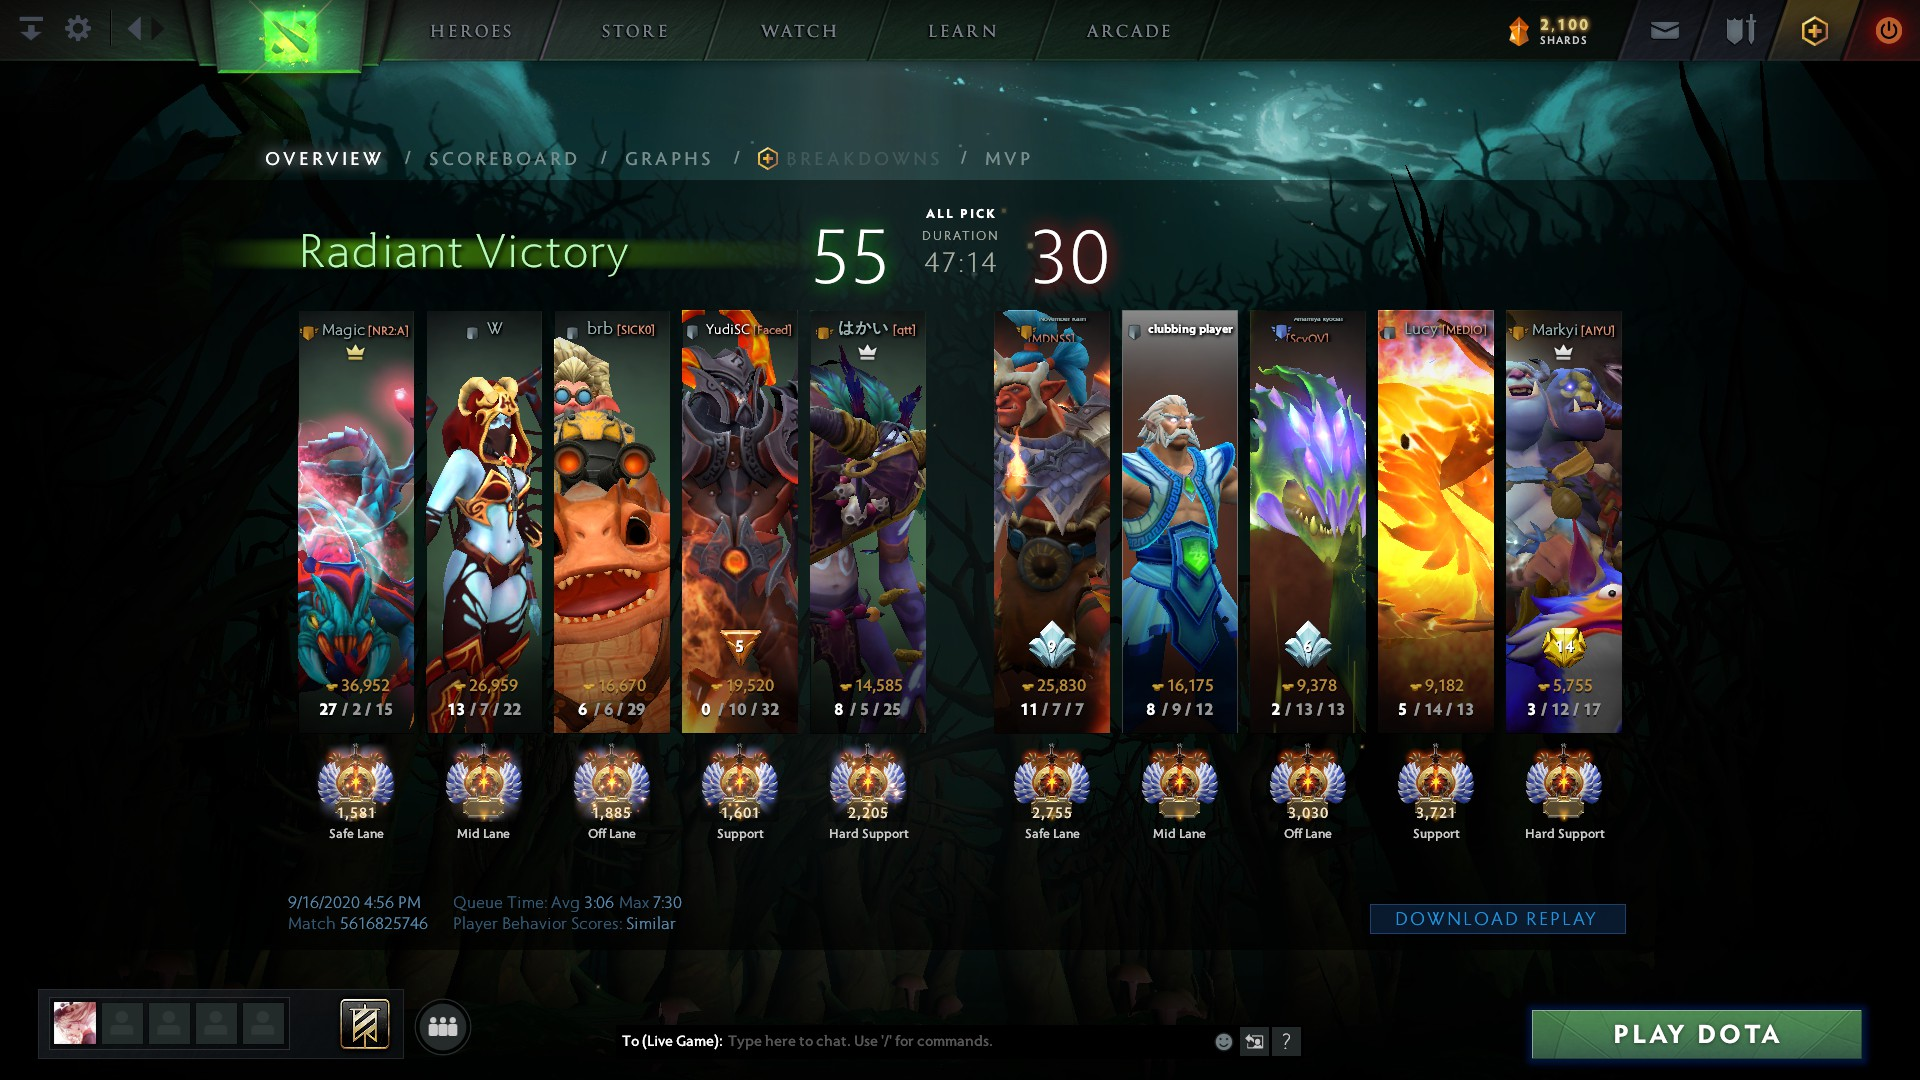 HEROES STORE WATCH LEARN ARCADE 2,100 SHARDS
OVERVIEW / SCOREBOARD / GRAPHS / BREAKDOWNS / MVP
Radiant Victory 55 ALL PICK DURATION 47:14 30
Magic [NR2:A] W brb [SICK0] YudiSC [Faced] はかい [qtt] [MDNSS] clubbing player [ScyOV] Lucy [MEDIO] Markyi [AIYU]
5 9 6 14
36,952 26,959 16,670 19,520 14,585 25,830 16,175 9,378 9,182 5,755
27 / 2 / 15 13 / 7 / 22 6 / 6 / 29 0 / 10 / 32 8 / 5 / 25 11 / 7 / 7 8 / 9 / 12 2 / 13 / 13 5 / 14 / 13 3 / 12 / 17
1,581 1,885 1,601 2,205 2,755 3,030 3,721
Safe Lane Mid Lane Off Lane Support Hard Support Safe Lane Mid Lane Off Lane Support Hard Support
9/16/2020 4:56 PM Queue Time: Avg 3:06 Max 7:30
Match 5616825746 Player Behavior Scores: Similar
DOWNLOAD REPLAY
To (Live Game): Type here to chat. Use '/' for commands. ?
PLAY DOTA